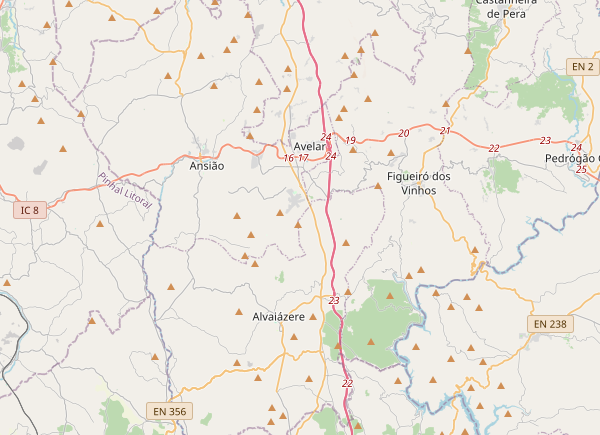 Castanheira
de Pera
EN 2
24
19
20
21
22
23
24
25
Avelar
16
17
24
Ansião
Pedrógão G
Figueiró dos
Vinhos
Pinhal Litoral
IC 8
23
Alvaiázere
EN 238
22
EN 356
21